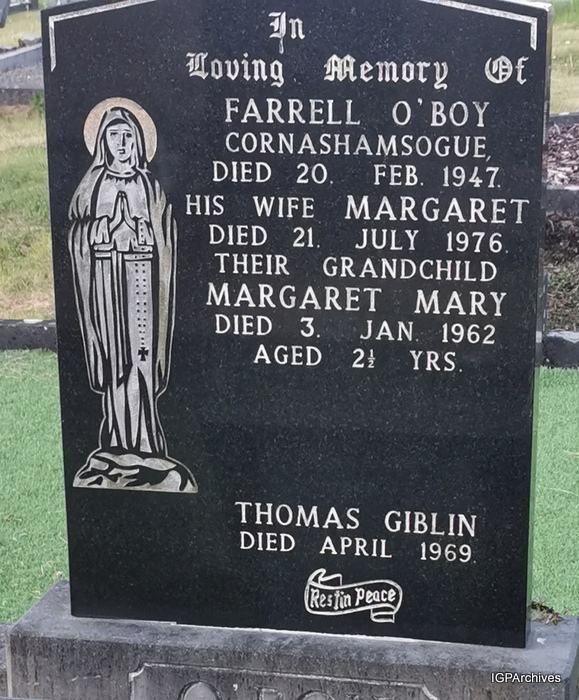 In
Loving Memory Of
FARRELL O'BOY
CORNASHAMSOGUE,
DIED 20. FEB. 1947.
HIS WIFE MARGARET
DIED 21. JULY 1976.
THEIR GRANDCHILD
MARGARET MARY
DIED 3. JAN. 1962
AGED 2½ YRS.
THOMAS GIBLIN
DIED APRIL 1969.
Rest in Peace
IGPArchives